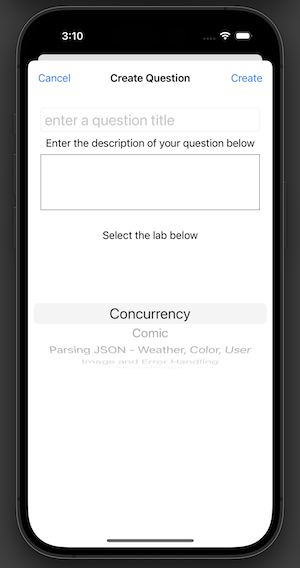 3:10
Cancel
Create Question
Create
enter a question title
Enter the description of your question below
Select the lab below
Concurrency
Comic
Parsing JSON - Weather, Color, User
Image and Error Handling